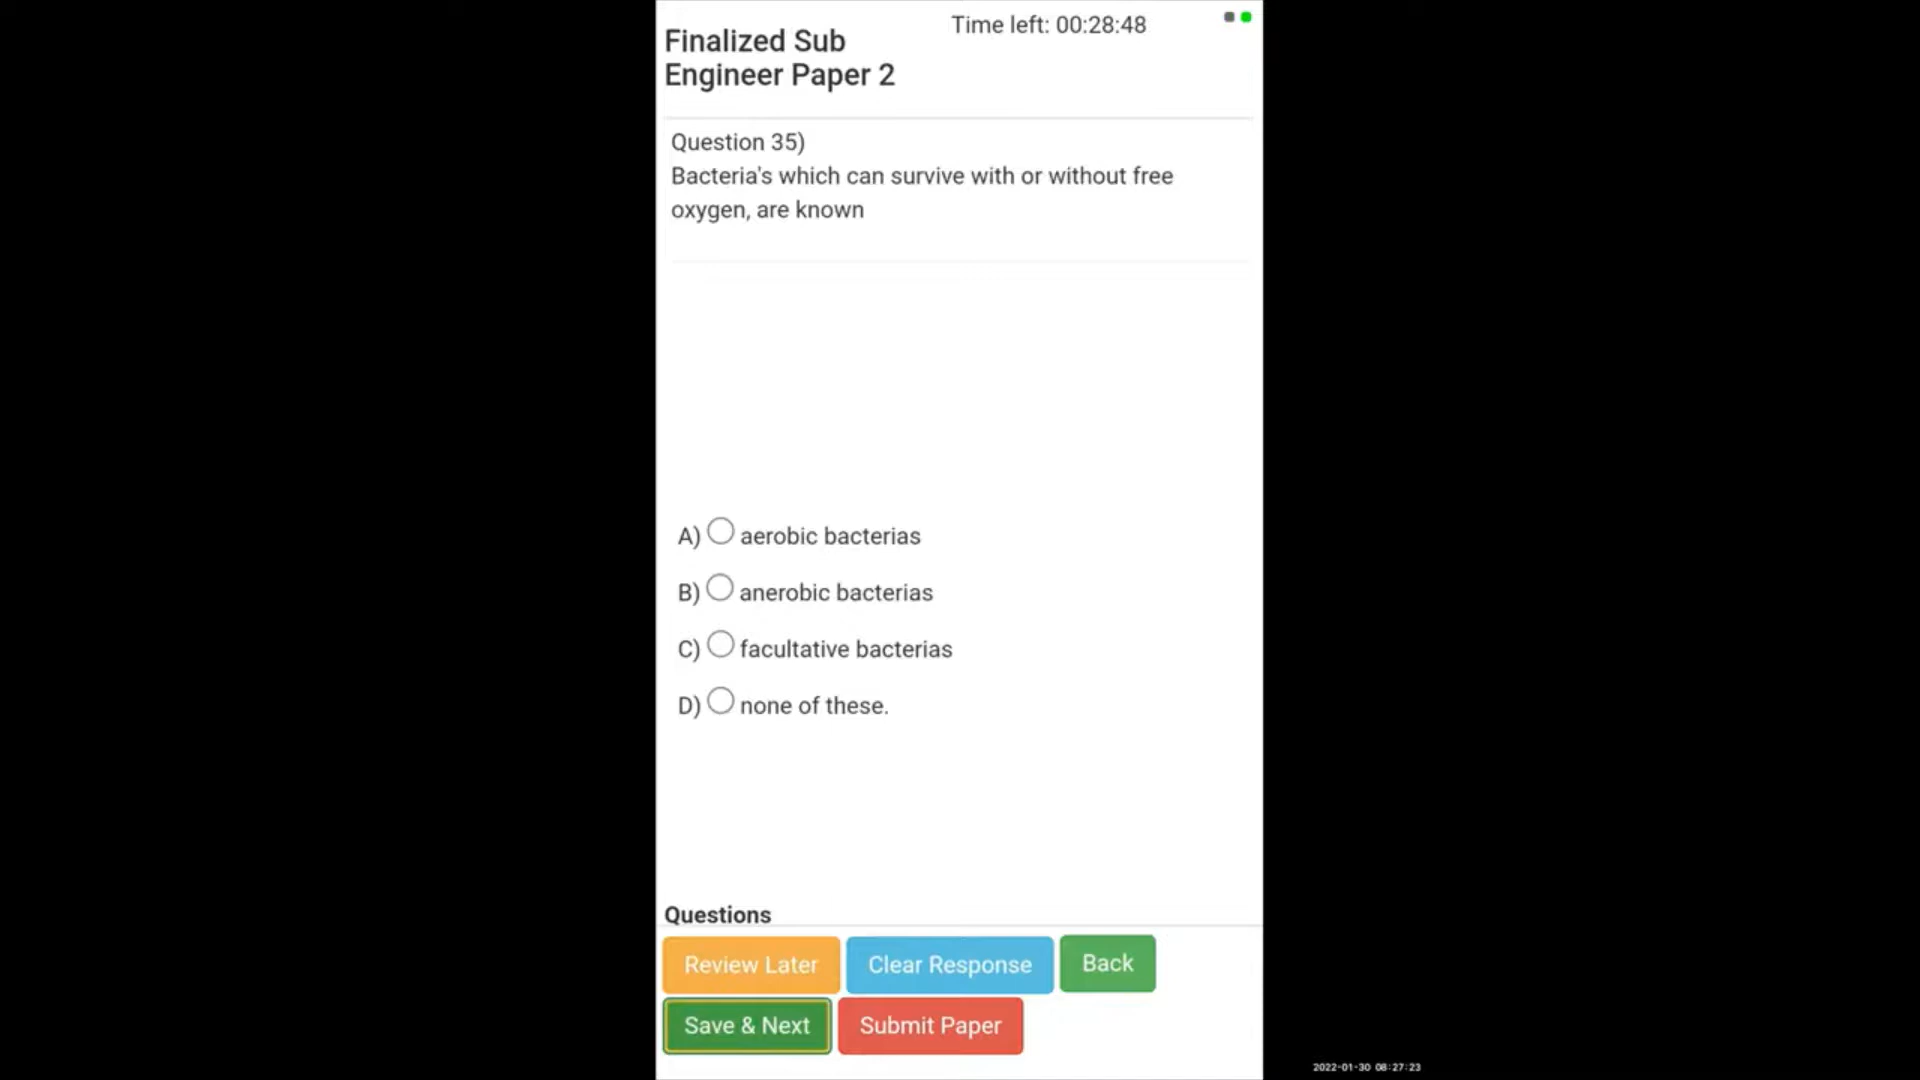 Time left: 00:28:48
Finalized Sub
Engineer Paper 2
Question 35)
Bacteria's which can survive with or without free
oxygen, are known
A) aerobic bacterias
B) anerobic bacterias
C) facultative bacterias
D) none of these.
Questions
Review Later Clear Response Back
Save & Next Submit Paper
2022-01-30 08:27:23